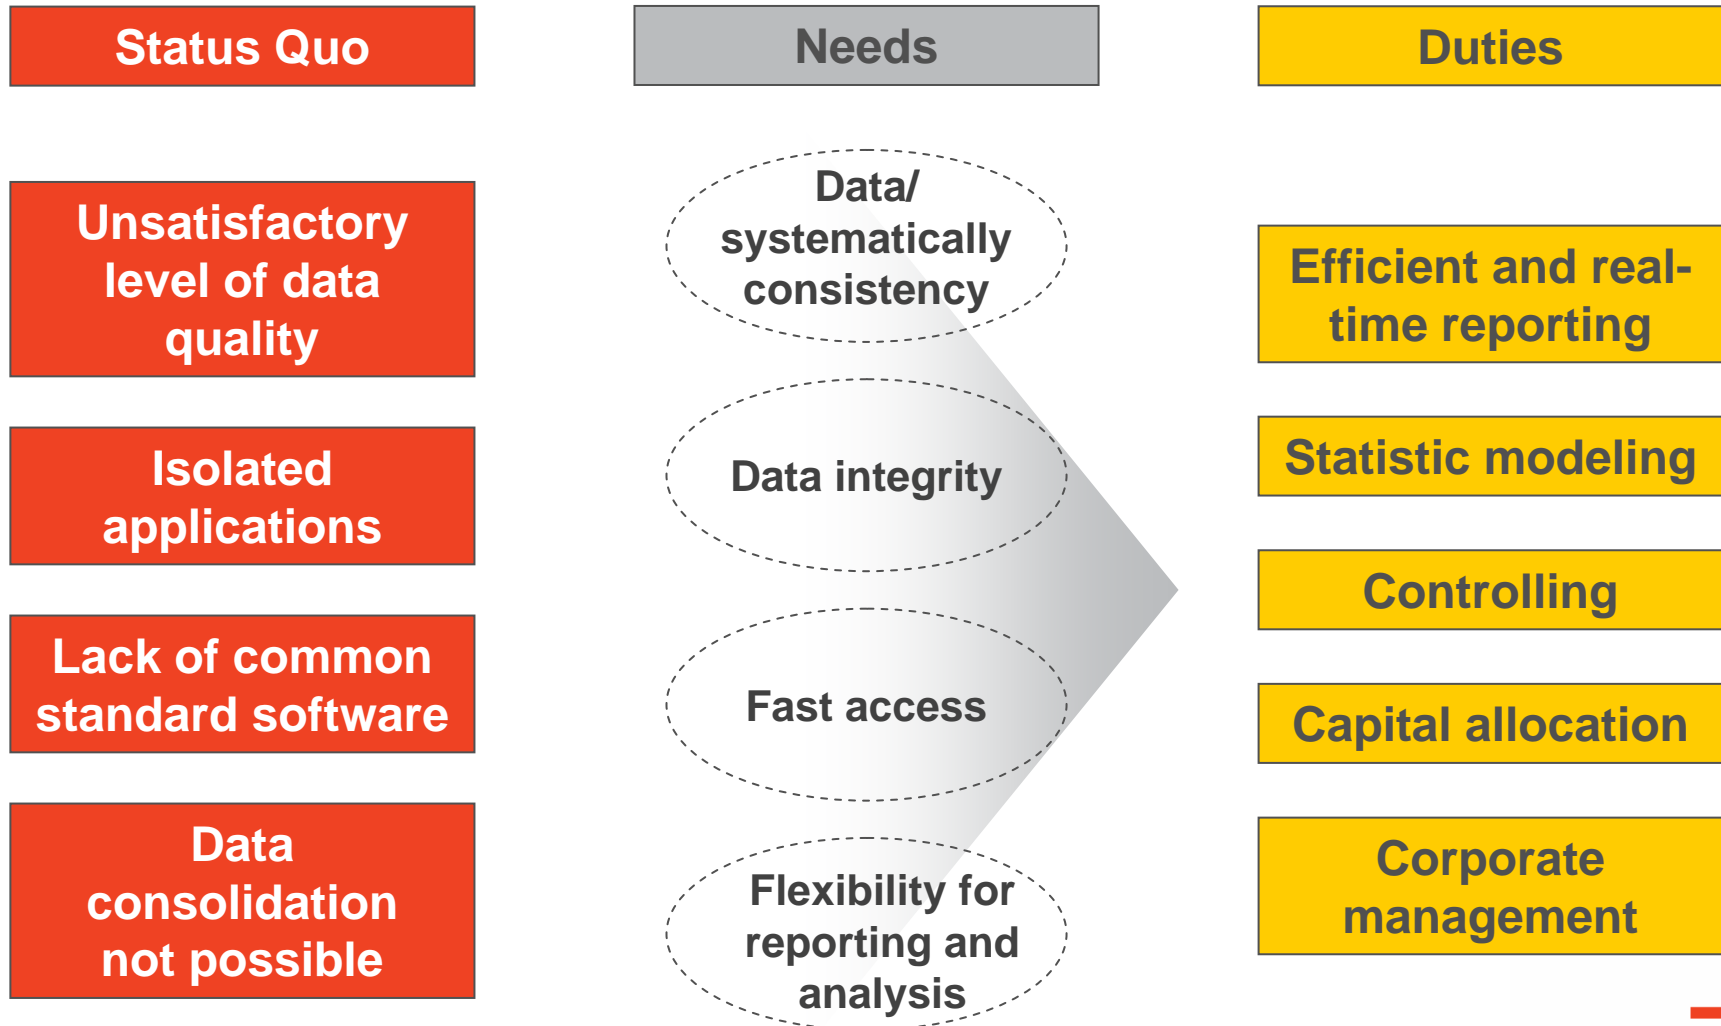 Status Quo
Needs
Duties
Unsatisfactory
level of data
quality
Isolated
applications
Lack of common
standard software
Data
consolidation
not possible
Data/
systematically
consistency
Data integrity
Fast access
Flexibility for
reporting and
analysis
Efficient and real-
time reporting
Statistic modeling
Controlling
Capital allocation
Corporate
management